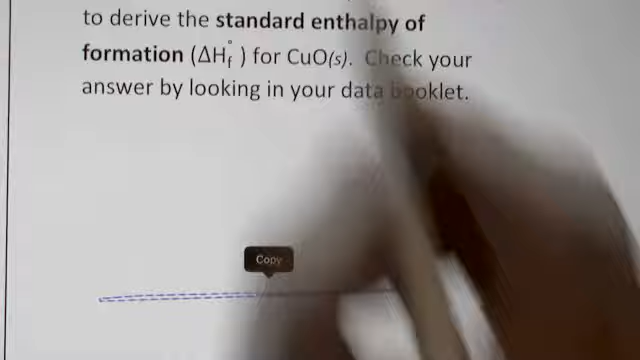 to derive the standard enthalpy of
formation (ΔH°f ) for CuO(s). Check your
answer by looking in your data booklet.
Copy